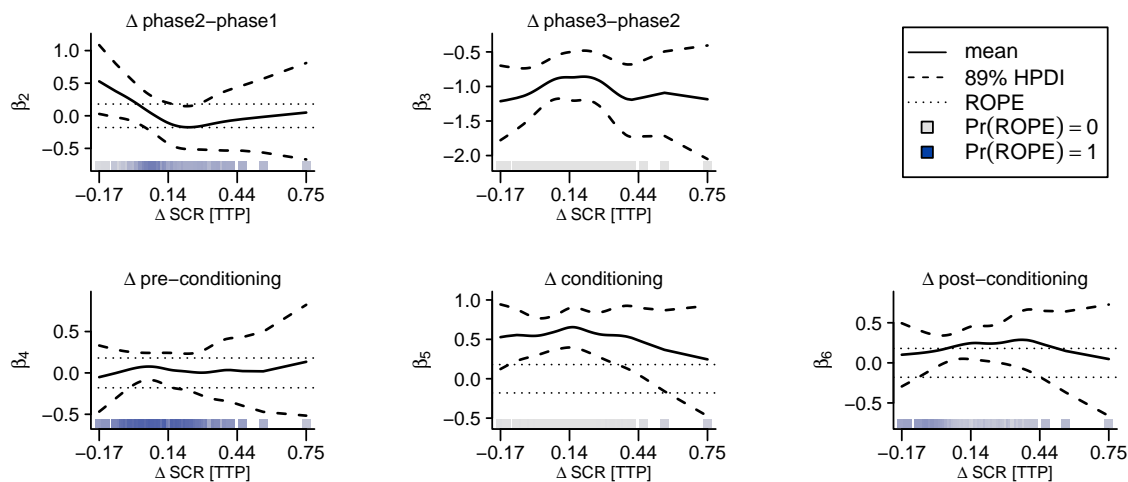 Δ phase2−phase1
β2
1.0
0.5
0.0
−0.5
−0.17 0.14 0.44 0.75
Δ SCR [TTP]
Δ phase3−phase2
β3
−0.5
−1.0
−1.5
−2.0
−0.17 0.14 0.44 0.75
Δ SCR [TTP]
mean
89% HPDI
ROPE
Pr(ROPE) = 0
Pr(ROPE) = 1
Δ pre−conditioning
β4
0.5
0.0
−0.5
−0.17 0.14 0.44 0.75
Δ SCR [TTP]
Δ conditioning
β5
1.0
0.5
0.0
−0.5
−0.17 0.14 0.44 0.75
Δ SCR [TTP]
Δ post−conditioning
β6
0.5
0.0
−0.5
−0.17 0.14 0.44 0.75
Δ SCR [TTP]